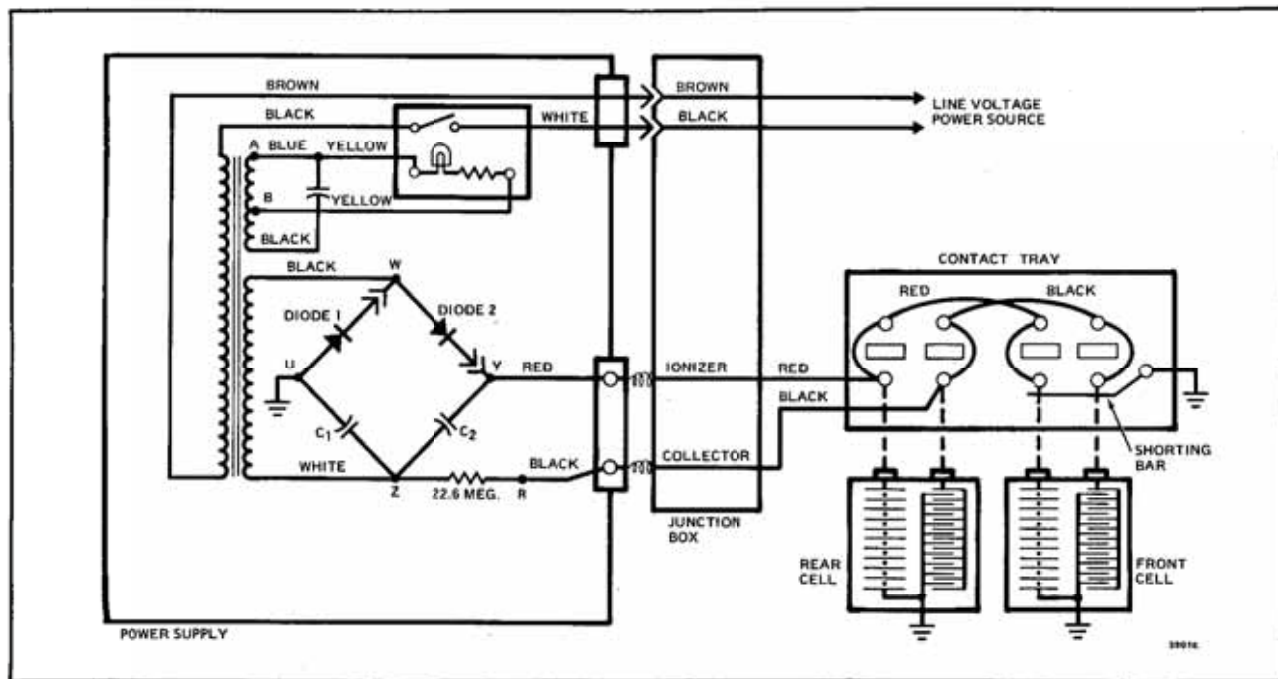 BROWN
BROWN
LINE VOLTAGE
POWER SOURCE
BLACK
WHITE
BLACK
A BLUE YELLOW
B
YELLOW
BLACK
BLACK
W
DIODE 1
DIODE 2
U
V
RED
C1
C2
WHITE
Z
22.6 MEG.
R
BLACK
IONIZER
RED
BLACK
COLLECTOR
JUNCTION
BOX
POWER SUPPLY
CONTACT TRAY
RED
BLACK
SHORTING
BAR
REAR
CELL
FRONT
CELL